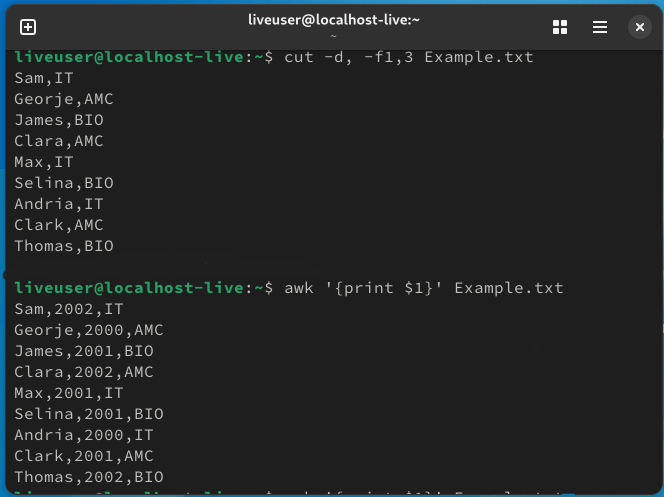 liveuser@localhost-live:~
~
liveuser@localhost-live:~$ cut -d, -f1,3 Example.txt
Sam,IT
Georje,AMC
James,BIO
Clara,AMC
Max,IT
Selina,BIO
Andria,IT
Clark,AMC
Thomas,BIO
liveuser@localhost-live:~$ awk '{print $1}' Example.txt
Sam,2002,IT
Georje,2000,AMC
James,2001,BIO
Clara,2002,AMC
Max,2001,IT
Selina,2001,BIO
Andria,2000,IT
Clark,2001,AMC
Thomas,2002,BIO